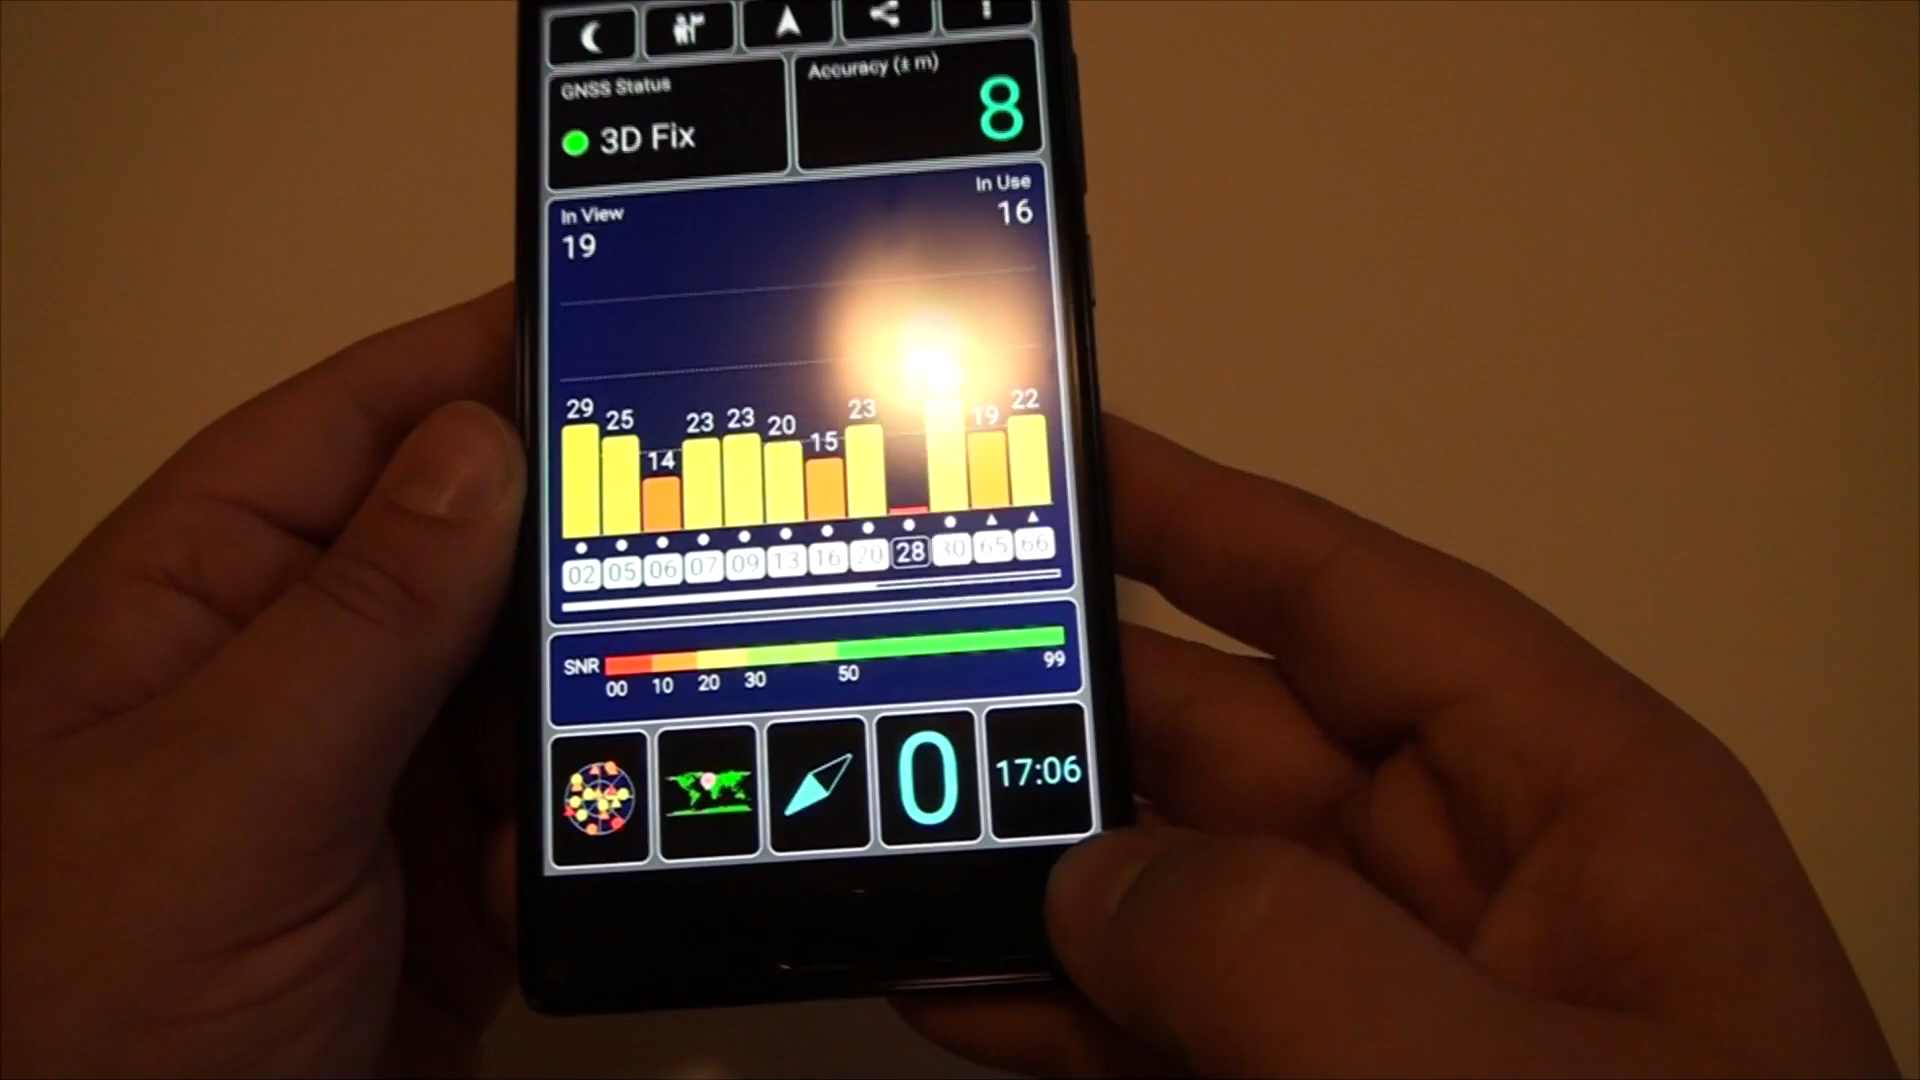 GNSS Status
3D Fix
Accuracy (± m)
8
In View
19
In Use
16
29 25 14 23 23 20 15 23 19 22
02 05 06 07 09 13 16 20 28 30 65 66
SNR
00 10 20 30 50 99
0
17:06